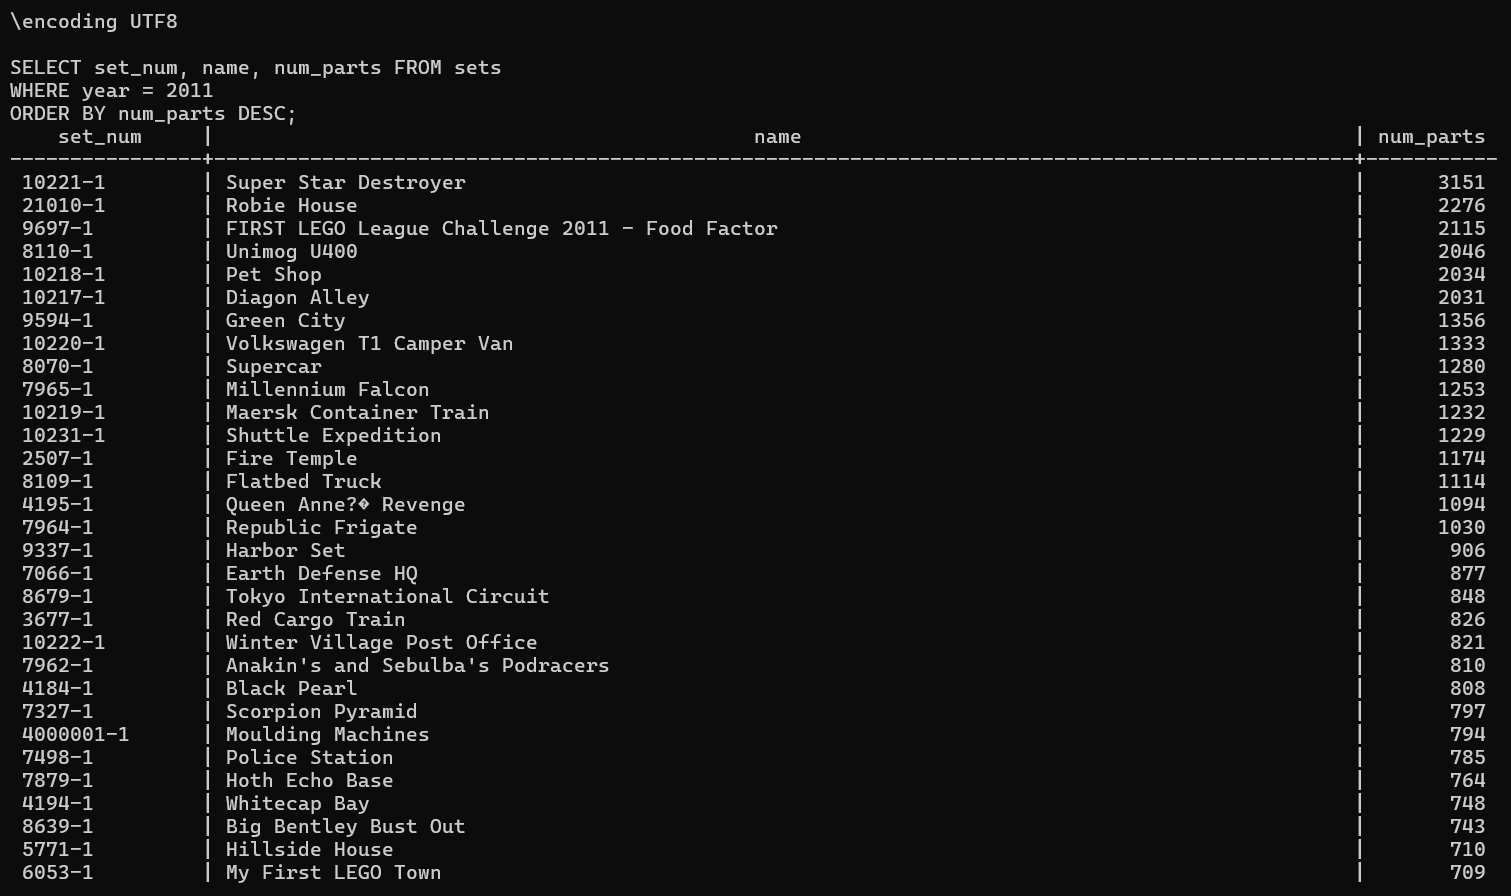 \encoding UTF8
SELECT set_num, name, num_parts FROM sets
WHERE year = 2011
ORDER BY num_parts DESC;
set_num | name | num_parts
----------------+-----------------------------------------------------------------------------------------------+-----------
10221-1 | Super Star Destroyer | 3151
21010-1 | Robie House | 2276
9697-1 | FIRST LEGO League Challenge 2011 - Food Factor | 2115
8110-1 | Unimog U400 | 2046
10218-1 | Pet Shop | 2034
10217-1 | Diagon Alley | 2031
9594-1 | Green City | 1356
10220-1 | Volkswagen T1 Camper Van | 1333
8070-1 | Supercar | 1280
7965-1 | Millennium Falcon | 1253
10219-1 | Maersk Container Train | 1232
10231-1 | Shuttle Expedition | 1229
2507-1 | Fire Temple | 1174
8109-1 | Flatbed Truck | 1114
4195-1 | Queen Anne?� Revenge | 1094
7964-1 | Republic Frigate | 1030
9337-1 | Harbor Set | 906
7066-1 | Earth Defense HQ | 877
8679-1 | Tokyo International Circuit | 848
3677-1 | Red Cargo Train | 826
10222-1 | Winter Village Post Office | 821
7962-1 | Anakin's and Sebulba's Podracers | 810
4184-1 | Black Pearl | 808
7327-1 | Scorpion Pyramid | 797
4000001-1 | Moulding Machines | 794
7498-1 | Police Station | 785
7879-1 | Hoth Echo Base | 764
4194-1 | Whitecap Bay | 748
8639-1 | Big Bentley Bust Out | 743
5771-1 | Hillside House | 710
6053-1 | My First LEGO Town | 709